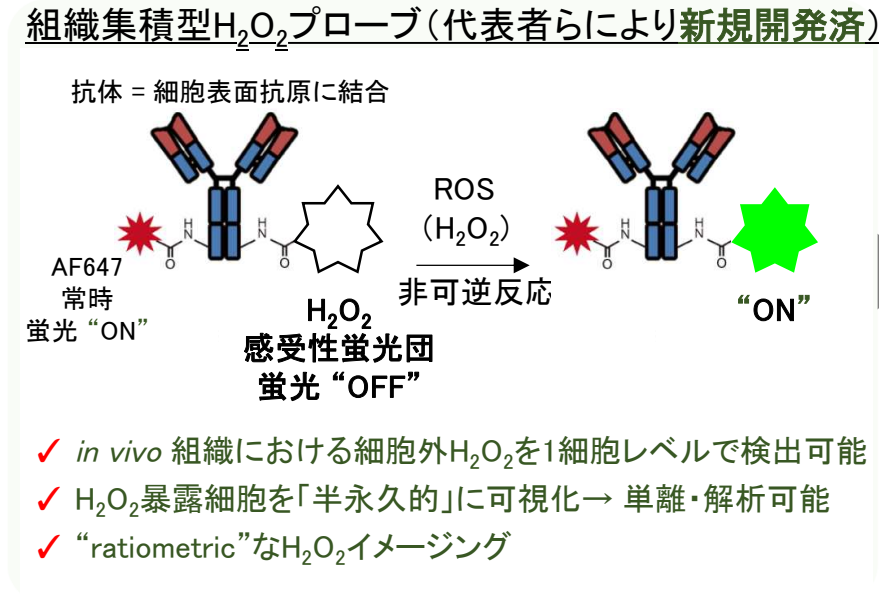 組織集積型H₂O₂プローブ（代表者らにより新規開発済）
抗体 = 細胞表面抗原に結合
ROS
(H₂O₂)
非可逆反応
H
N
O
H
N
O
H
N
O
H
N
O
AF647
常時
蛍光 “ON”
H₂O₂
感受性蛍光団
蛍光 “OFF”
“ON”
✓ in vivo 組織における細胞外H₂O₂を1細胞レベルで検出可能
✓ H₂O₂暴露細胞を「半永久的」に可視化→ 単離・解析可能
✓ “ratiometric”なH₂O₂イメージング